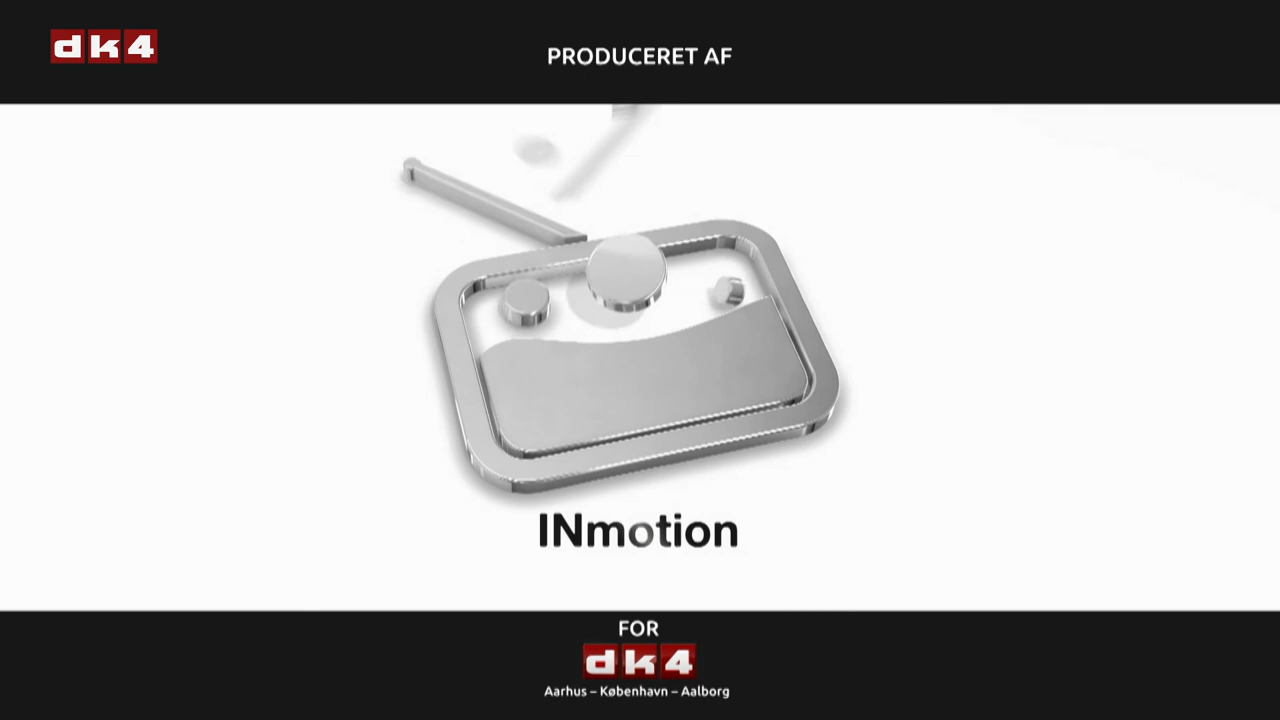 dk4
PRODUCERET AF
INmotion
FOR
dk4
Aarhus – København – Aalborg